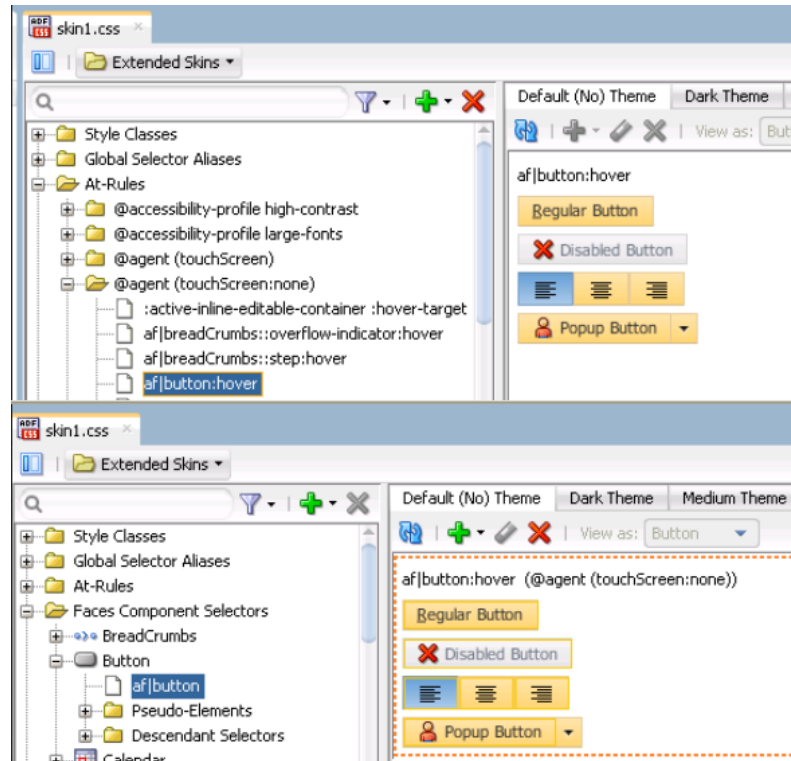 ADF CSS skin1.css
Extended Skins
Default (No) Theme Dark Theme
View as: But
Style Classes
Global Selector Aliases
At-Rules
@accessibility-profile high-contrast
@accessibility-profile large-fonts
@agent (touchScreen)
@agent (touchScreen:none)
:active-inline-editable-container :hover-target
af|breadCrumbs::overflow-indicator:hover
af|breadCrumbs::step:hover
af|button:hover
af|button:hover
Regular Button
Disabled Button
Popup Button
ADF CSS skin1.css
Extended Skins
Default (No) Theme Dark Theme Medium Theme
View as: Button
Style Classes
Global Selector Aliases
At-Rules
Faces Component Selectors
BreadCrumbs
Button
af|button
Pseudo-Elements
Descendant Selectors
Calendar
af|button:hover (@agent (touchScreen:none))
Regular Button
Disabled Button
Popup Button